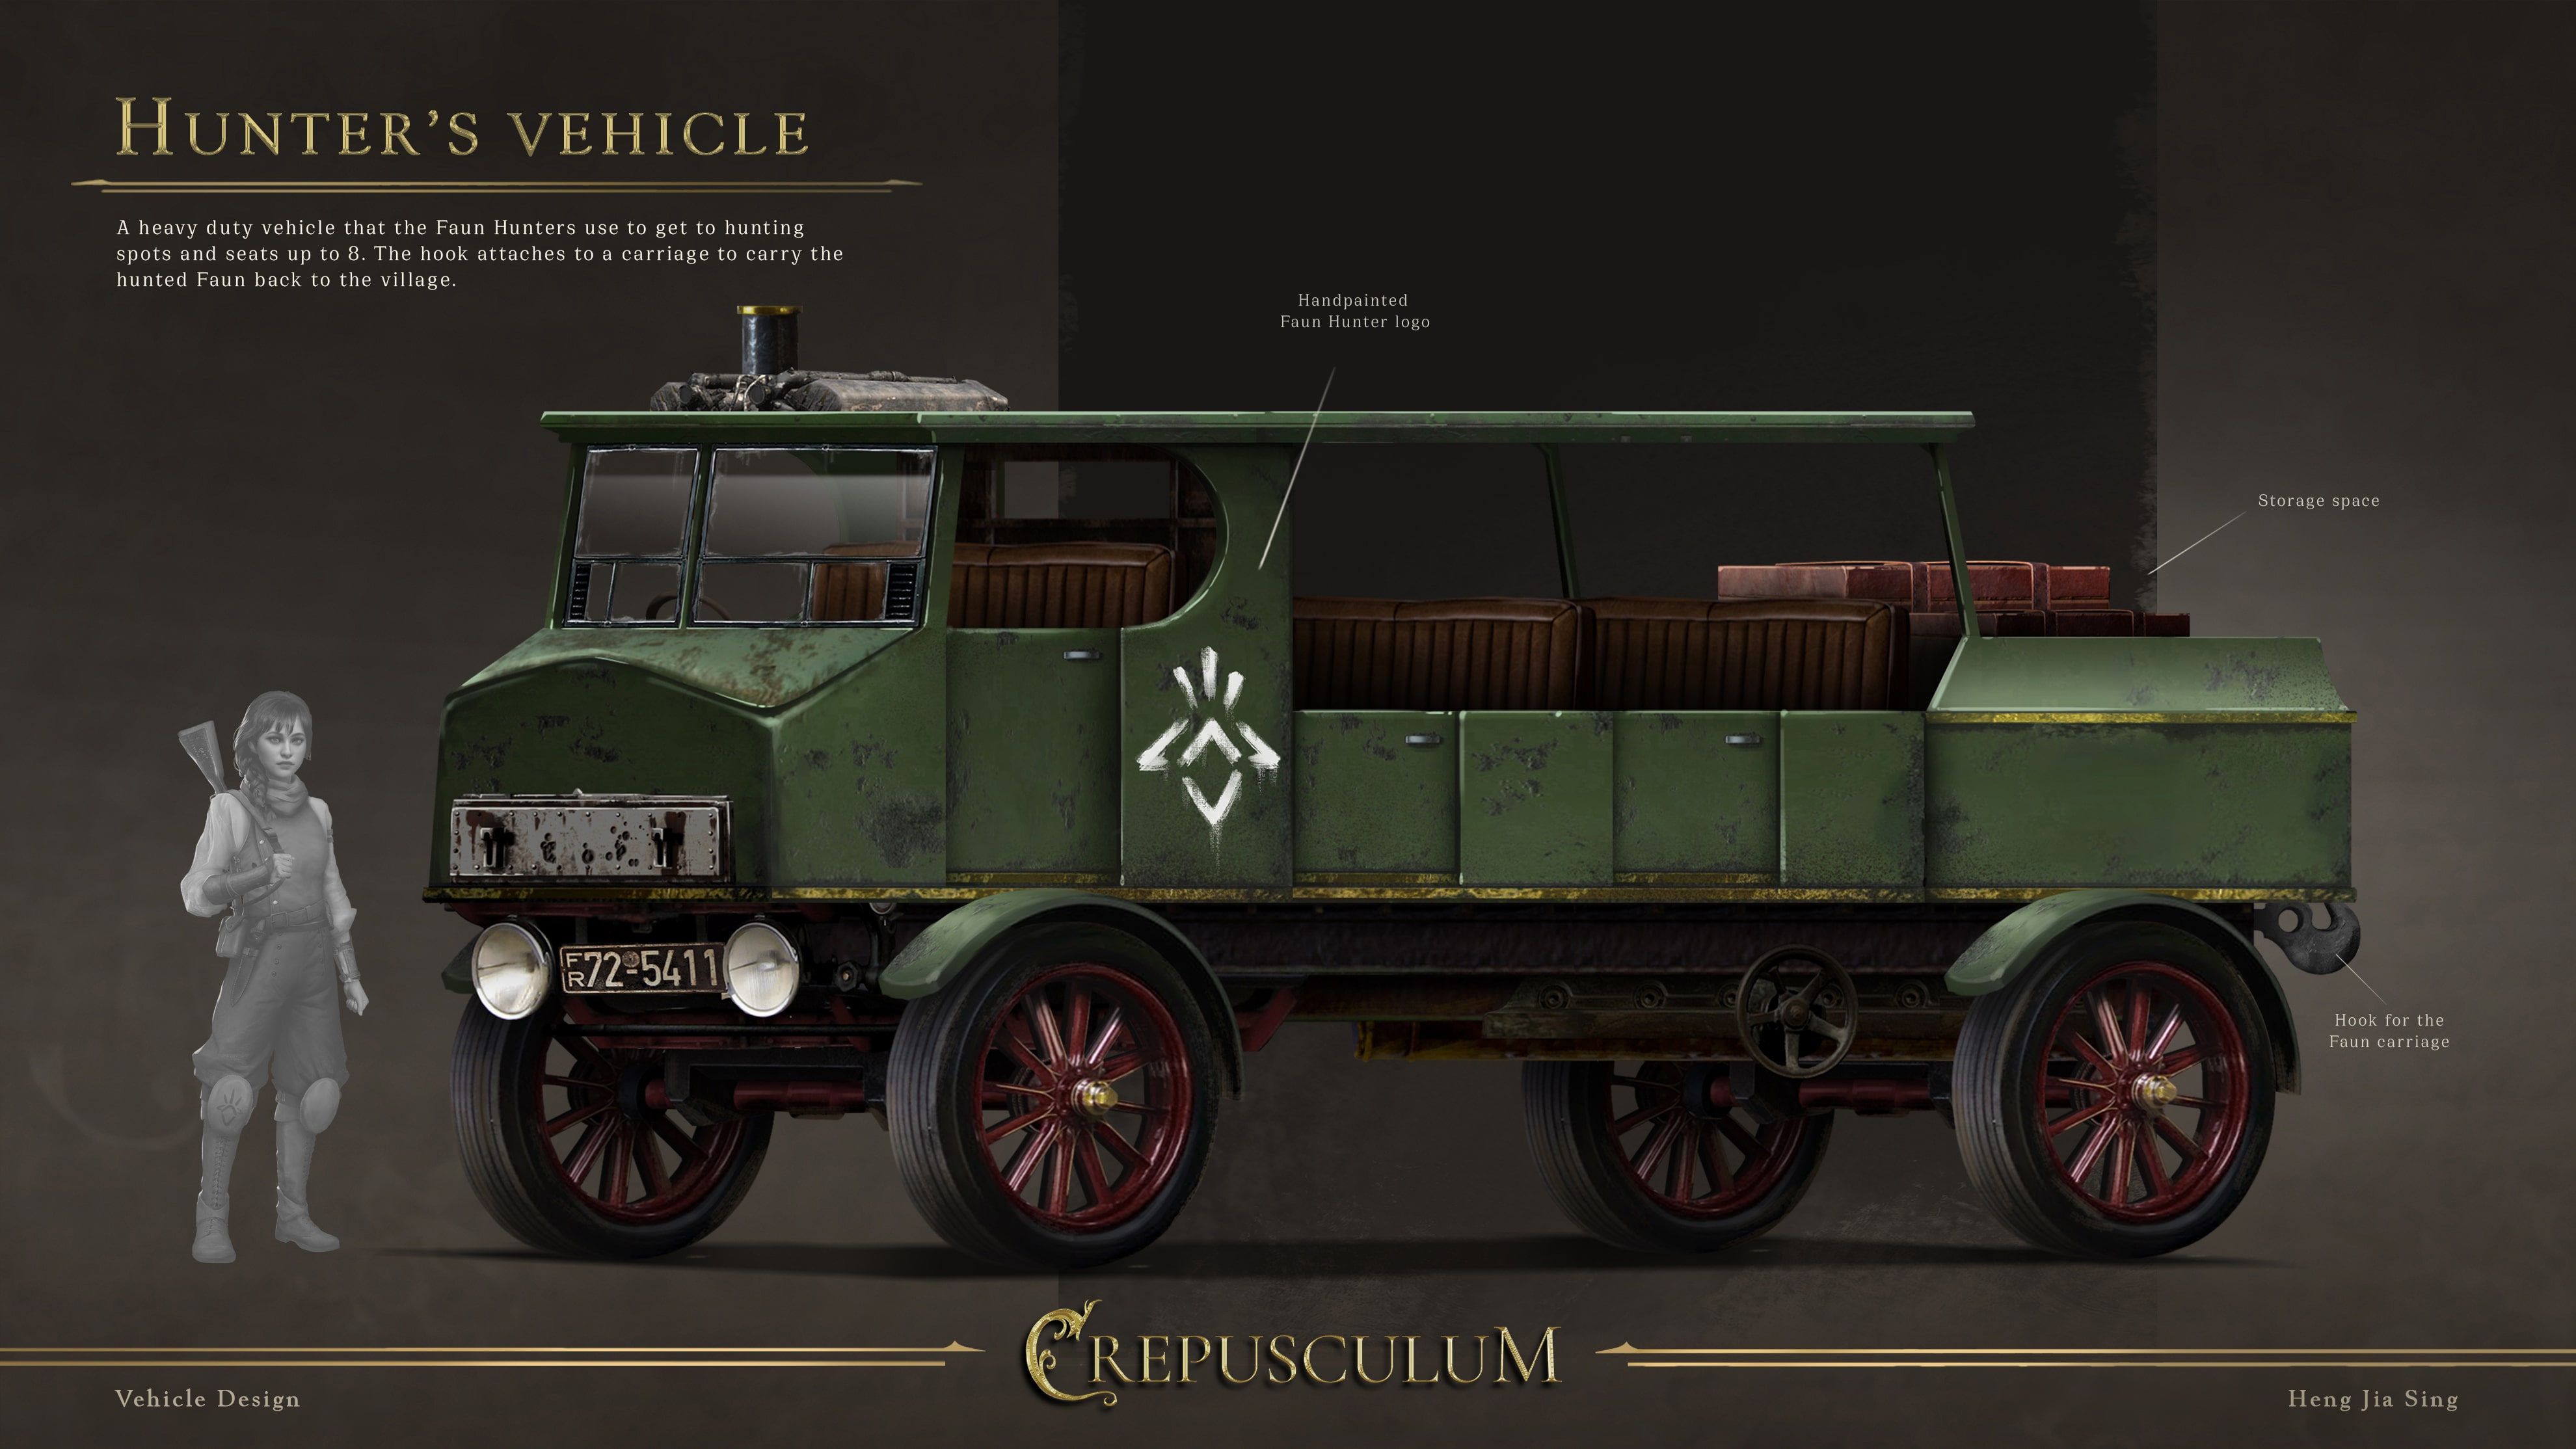 HUNTER'S VEHICLE
A heavy duty vehicle that the Faun Hunters use to get to hunting
spots and seats up to 8. The hook attaches to a carriage to carry the
hunted Faun back to the village.
Handpainted
Faun Hunter logo
Storage space
FR 72-5411
Hook for the
Faun carriage
CREPUSCULUM
Vehicle Design
Heng Jia Sing